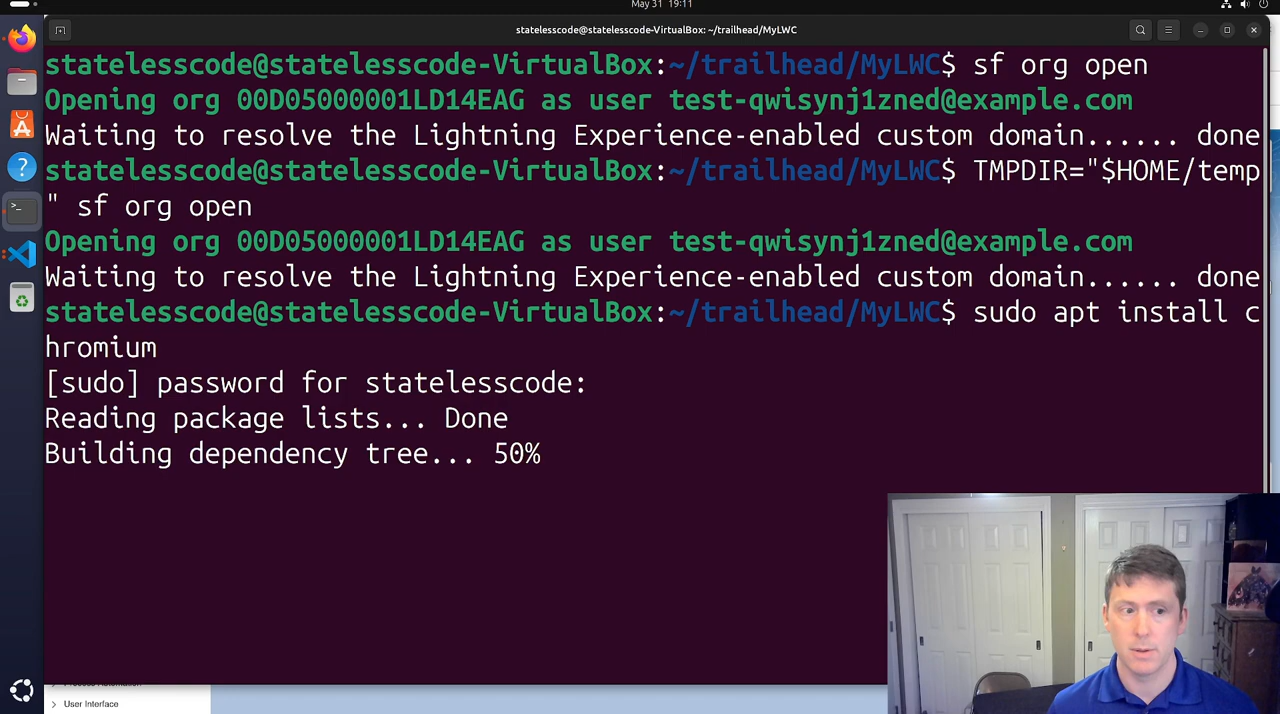 May 31 19:11
statelesscode@statelesscode-VirtualBox: ~/trailhead/MyLWC
statelesscode@statelesscode-VirtualBox:~/trailhead/MyLWC$ sf org open
Opening org 00D05000001LD14EAG as user test-qwisynj1zned@example.com
Waiting to resolve the Lightning Experience-enabled custom domain...... done
statelesscode@statelesscode-VirtualBox:~/trailhead/MyLWC$ TMPDIR="$HOME/temp
" sf org open
Opening org 00D05000001LD14EAG as user test-qwisynj1zned@example.com
Waiting to resolve the Lightning Experience-enabled custom domain...... done
statelesscode@statelesscode-VirtualBox:~/trailhead/MyLWC$ sudo apt install c
hromium
[sudo] password for statelesscode:
Reading package lists... Done
Building dependency tree... 50%
User Interface